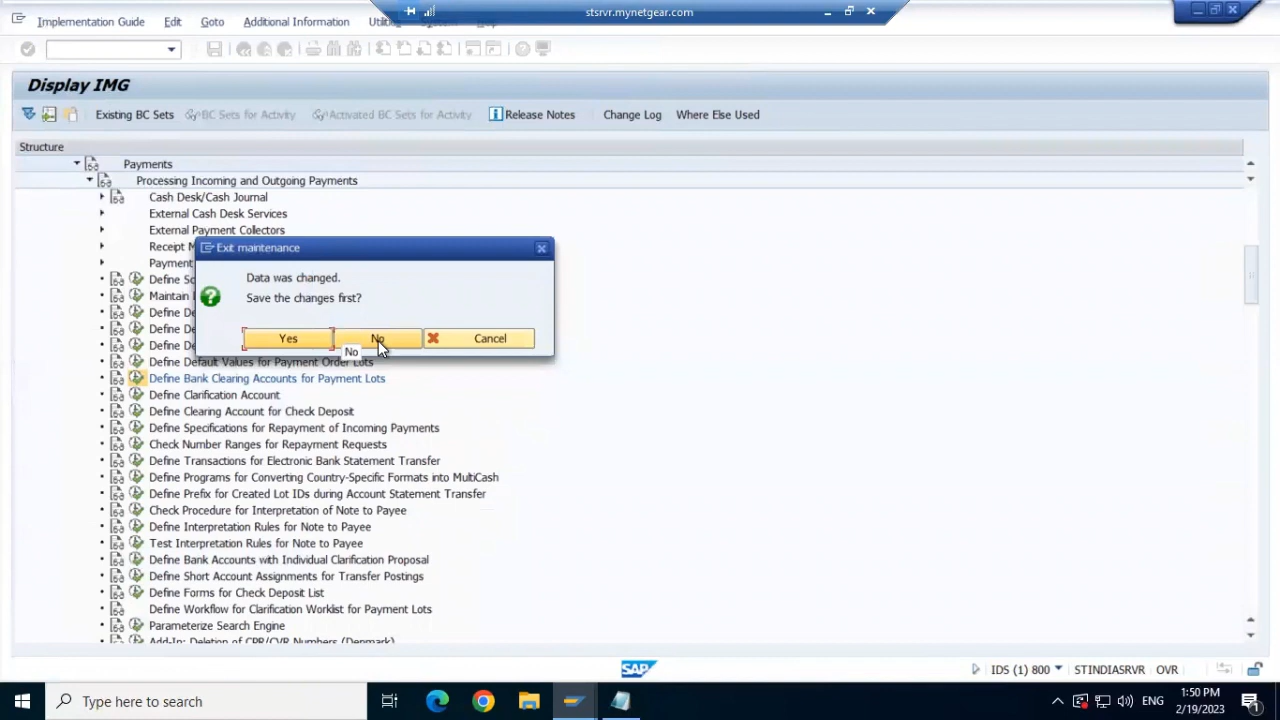 stsrvr.mynetgear.com
Implementation Guide Edit Goto Additional Information
Display IMG
Existing BC Sets BC Sets for Activity Activated BC Sets for Activity Release Notes Change Log Where Else Used
Structure
Payments
Processing Incoming and Outgoing Payments
Cash Desk/Cash Journal
External Cash Desk Services
External Payment Collectors
Exit maintenance
Data was changed.
Save the changes first?
Yes No Cancel
No
Define Default Values for Payment Order Lots
Define Bank Clearing Accounts for Payment Lots
Define Clarification Account
Define Clearing Account for Check Deposit
Define Specifications for Repayment of Incoming Payments
Check Number Ranges for Repayment Requests
Define Transactions for Electronic Bank Statement Transfer
Define Programs for Converting Country-Specific Formats into MultiCash
Define Prefix for Created Lot IDs during Account Statement Transfer
Check Procedure for Interpretation of Note to Payee
Define Interpretation Rules for Note to Payee
Test Interpretation Rules for Note to Payee
Define Bank Accounts with Individual Clarification Proposal
Define Short Account Assignments for Transfer Postings
Define Forms for Check Deposit List
Define Workflow for Clarification Worklist for Payment Lots
Parameterize Search Engine
Add-In: Deletion of CPR/CVR Numbers (Denmark)
SAP
IDS (1) 800 STINDIASRVR OVR
Type here to search
ENG
1:50 PM
2/19/2023